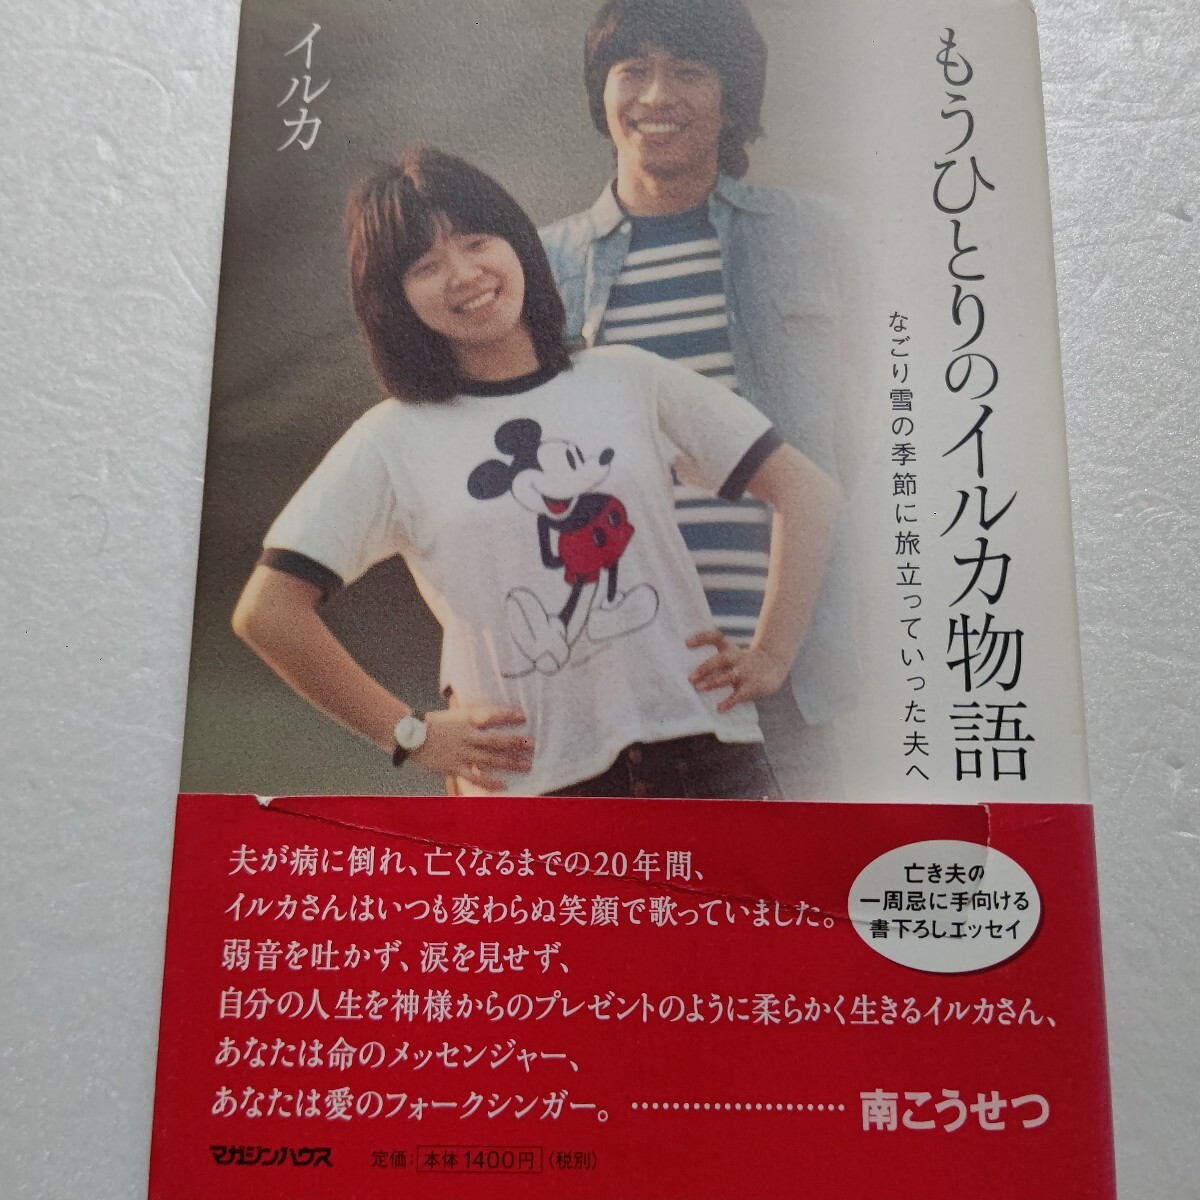 もうひとりのイルカ物語
なごり雪の季節に旅立っていった夫へ
イルカ
夫が病に倒れ、亡くなるまでの20年間、
イルカさんはいつも変わらぬ笑顔で歌っていました。
弱音を吐かず、涙を見せず、
自分の人生を神様からのプレゼントのように柔らかく生きるイルカさん、
あなたは命のメッセンジャー、
あなたは愛のフォークシンガー。…………………… 南こうせつ
亡き夫の
一周忌に手向ける
書下ろしエッセイ
マガジンハウス 定価:本体1400円(税別)